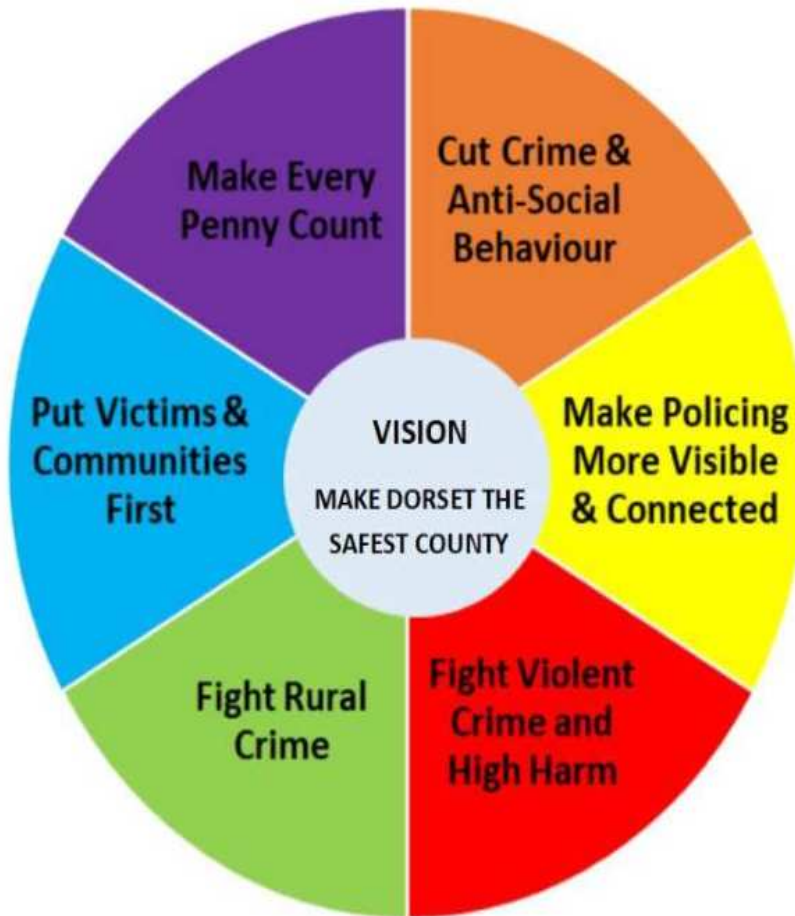 Make Every
Penny Count
Cut Crime &
Anti-Social
Behaviour
Put Victims &
Communities
First
VISION
MAKE DORSET THE
SAFEST COUNTY
Make Policing
More Visible
& Connected
Fight Rural
Crime
Fight Violent
Crime and
High Harm